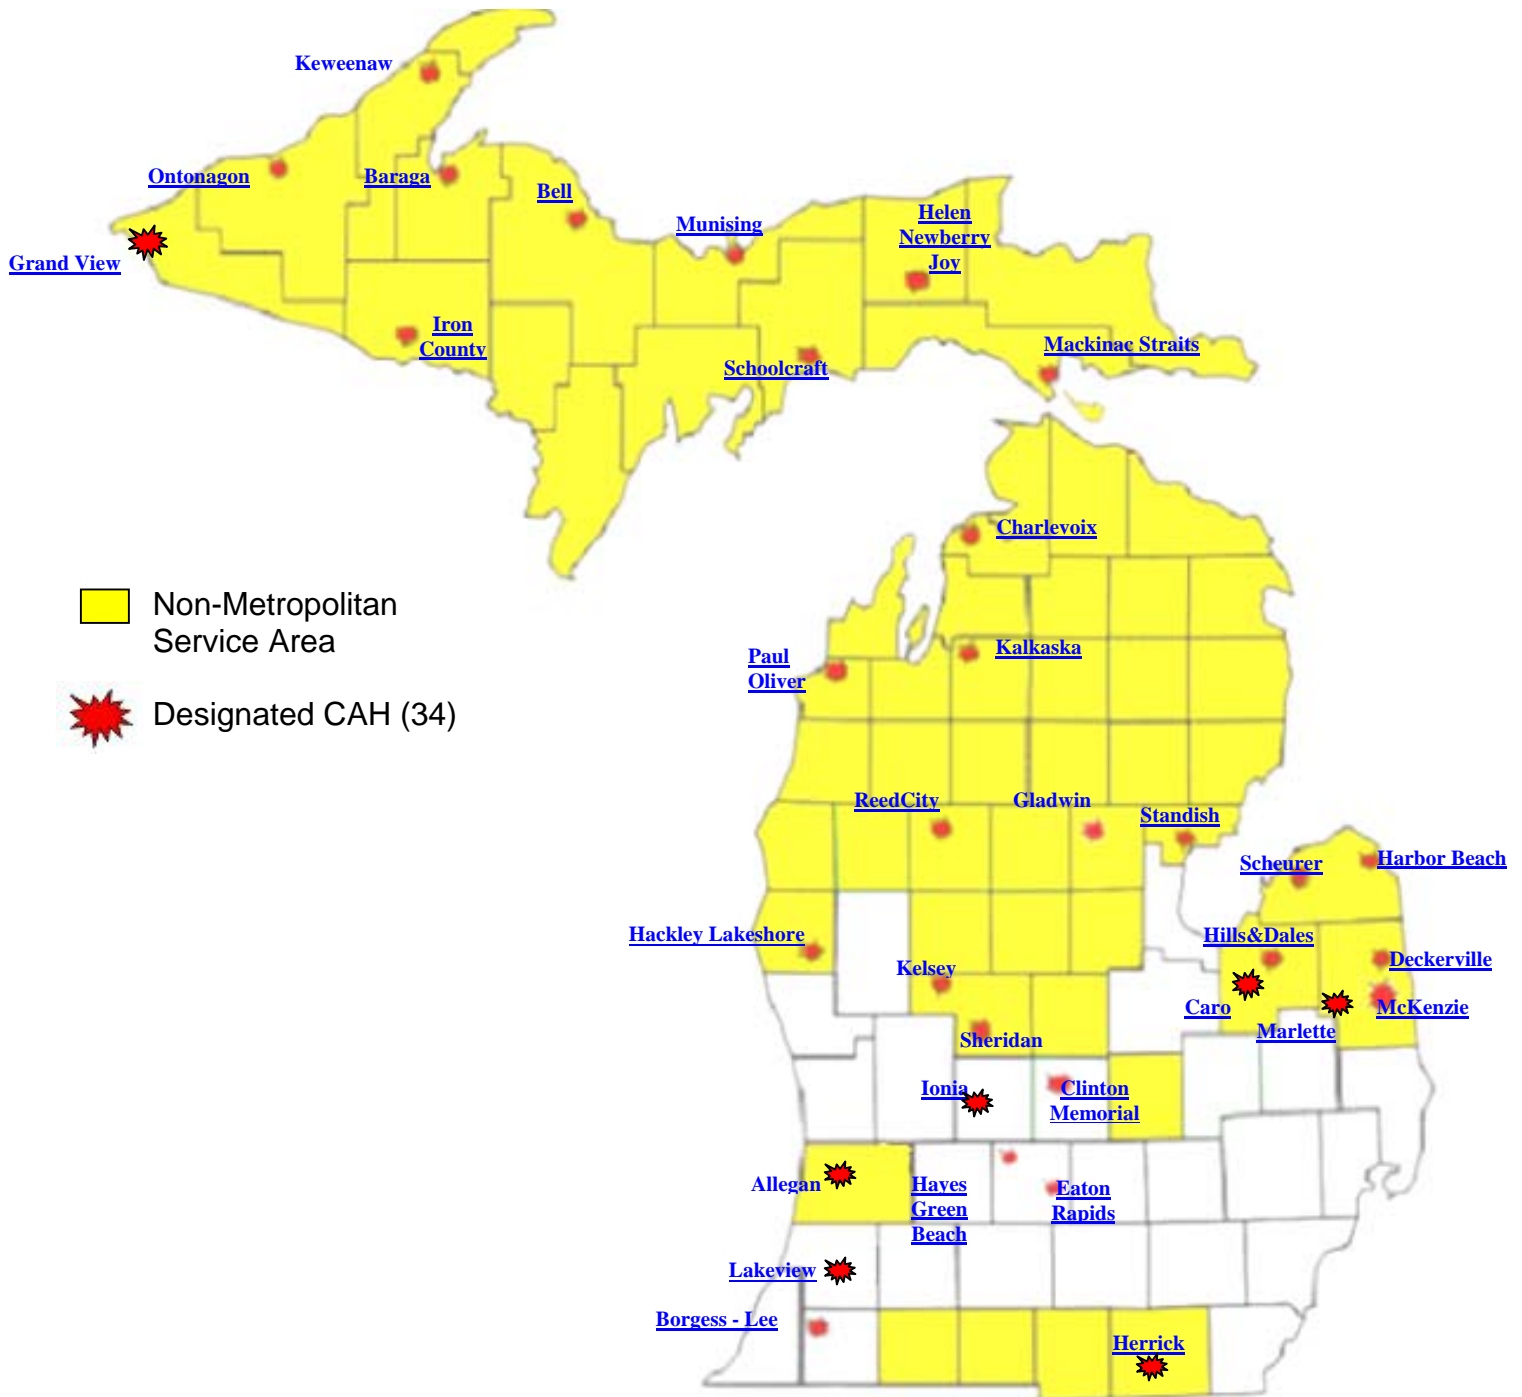 Keweenaw
Ontonagon
Baraga
Bell
Munising
Helen
Newberry
Joy
Grand View
Iron
County
Schoolcraft
Mackinac Straits
Charlevoix
Non-Metropolitan
Service Area
Paul
Oliver
Kalkaska
Designated CAH (34)
ReedCity
Gladwin
Standish
Scheurer
Harbor Beach
Hackley Lakeshore
Kelsey
Hills&Dales
Deckerville
Caro
McKenzie
Marlette
Sheridan
Ionia
Clinton
Memorial
Allegan
Hayes
Green
Beach
Eaton
Rapids
Lakeview
Borgess - Lee
Herrick